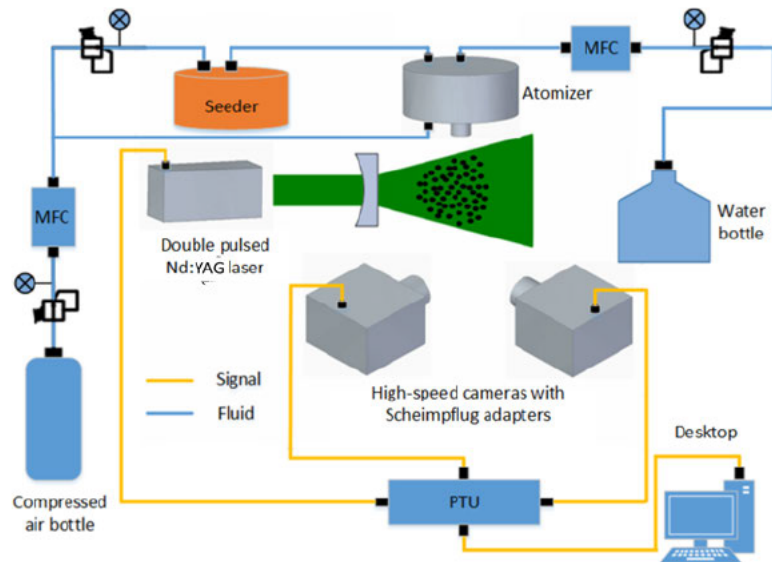 MFC
Seeder
Atomizer
MFC
Double pulsed
Nd:YAG laser
Water
bottle
Signal
Fluid
High-speed cameras with
Scheimpflug adapters
Desktop
Compressed
air bottle
PTU